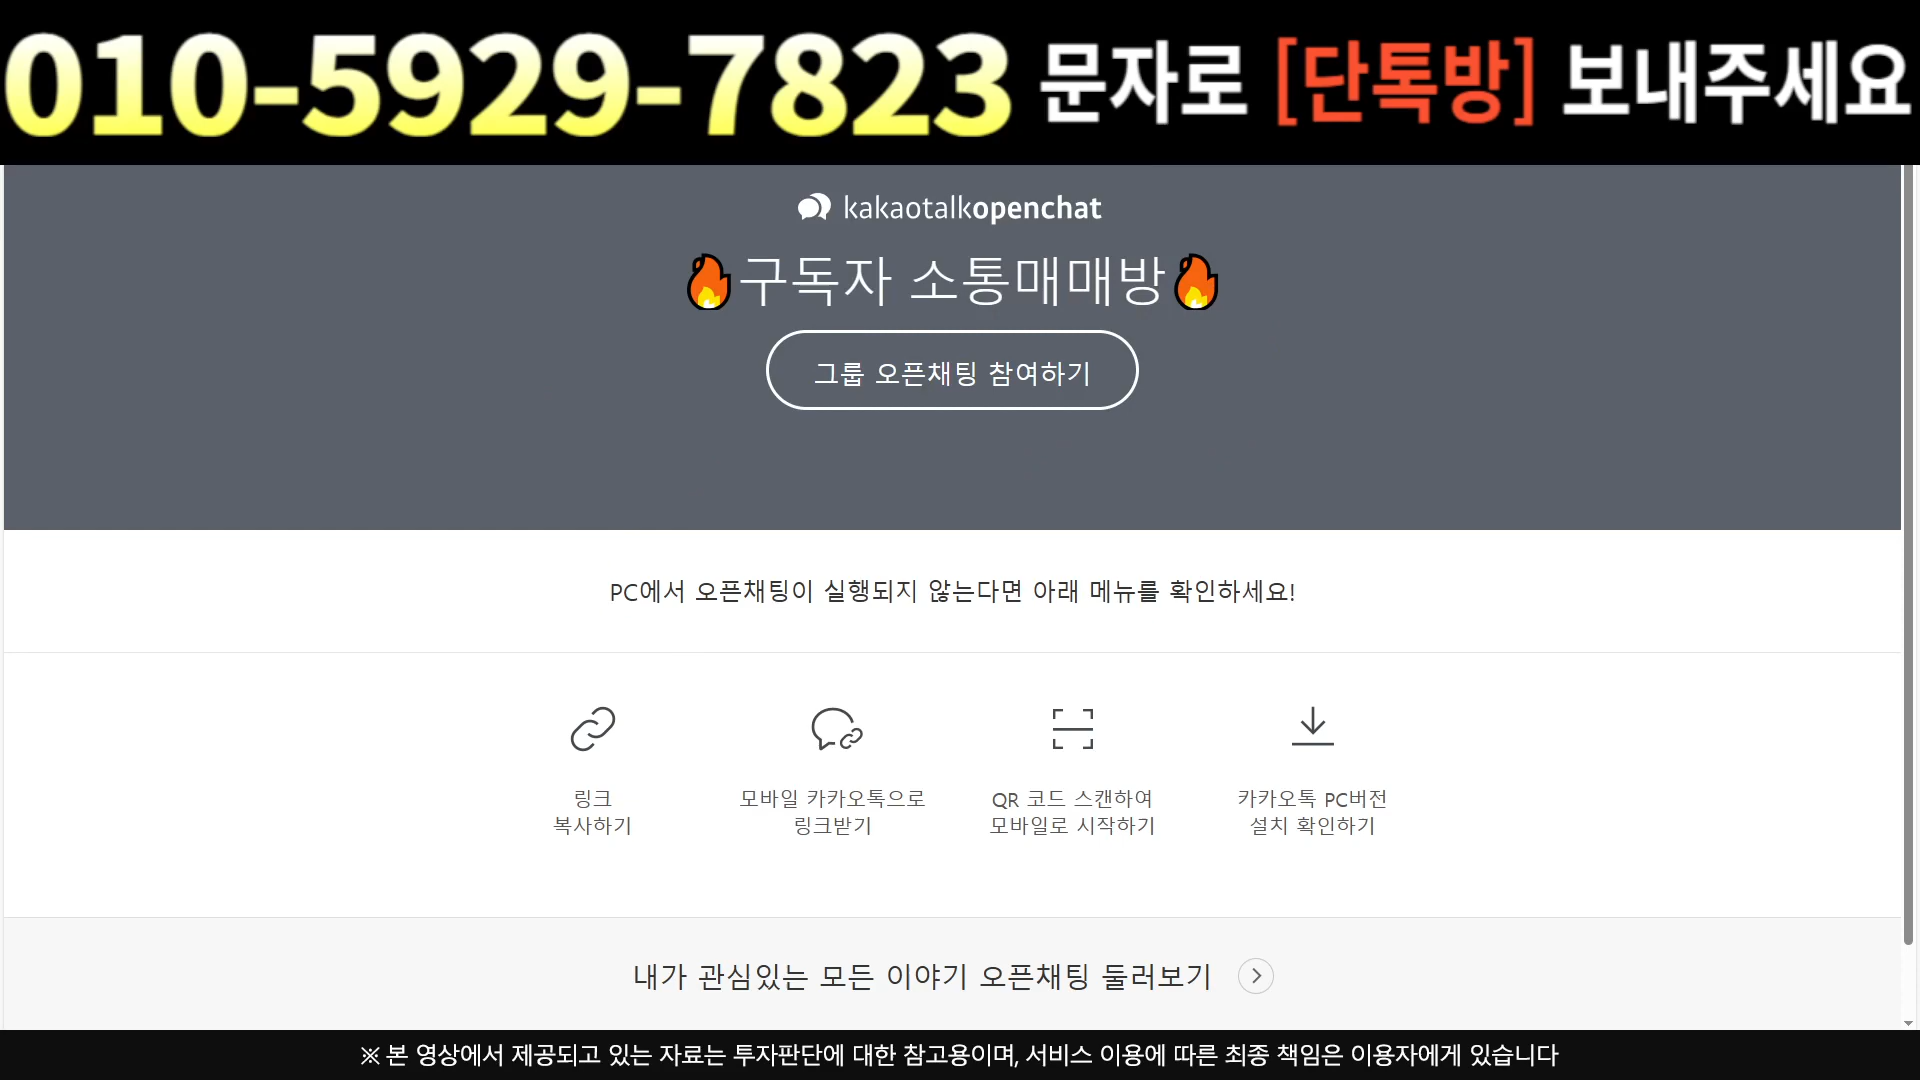 010-5929-7823 문자로 [단톡방] 보내주세요
kakaotalkopenchat
🔥구독자 소통매매방🔥
그룹 오픈채팅 참여하기
PC에서 오픈채팅이 실행되지 않는다면 아래 메뉴를 확인하세요!
링크
복사하기
모바일 카카오톡으로
링크받기
QR 코드 스캔하여
모바일로 시작하기
카카오톡 PC버전
설치 확인하기
내가 관심있는 모든 이야기 오픈채팅 둘러보기
※ 본 영상에서 제공되고 있는 자료는 투자판단에 대한 참고용이며, 서비스 이용에 따른 최종 책임은 이용자에게 있습니다